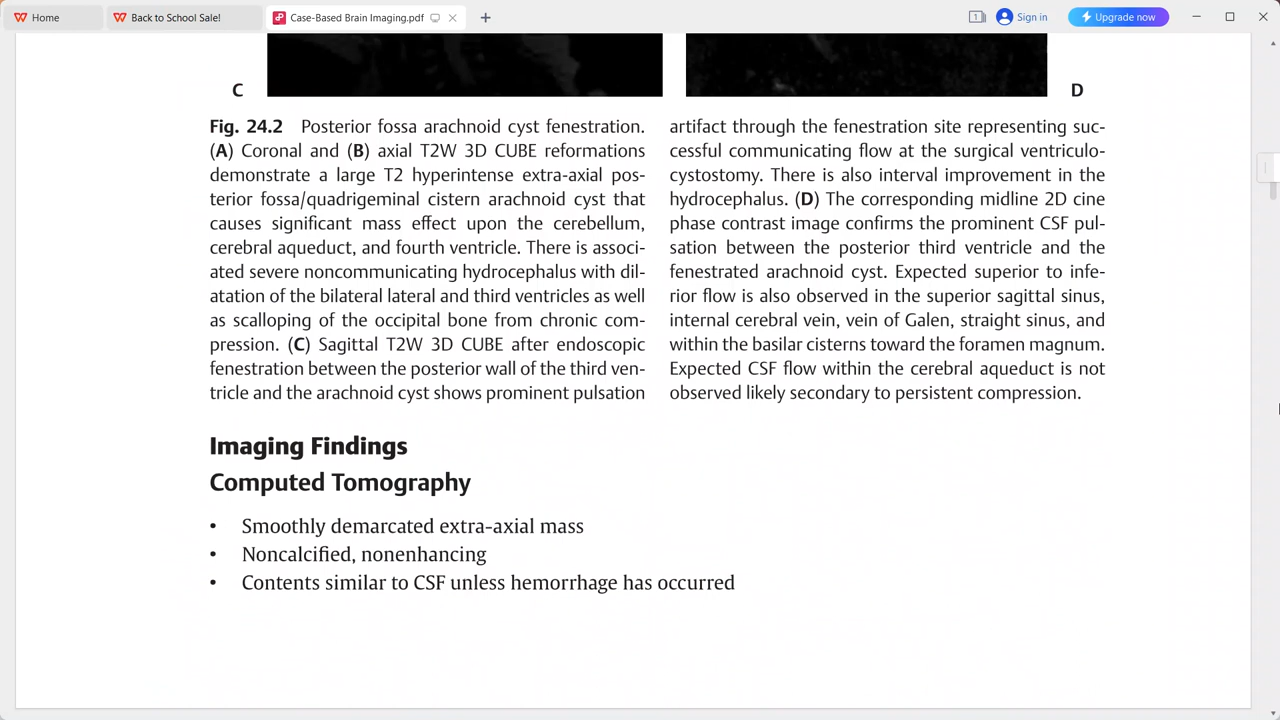 Home
Back to School Sale!
Case-Based Brain Imaging.pdf
1
Sign in
Upgrade now
C
D
Fig. 24.2 Posterior fossa arachnoid cyst fenestration.
(A) Coronal and (B) axial T2W 3D CUBE reformations
demonstrate a large T2 hyperintense extra-axial pos-
terior fossa/quadrigeminal cistern arachnoid cyst that
causes significant mass effect upon the cerebellum,
cerebral aqueduct, and fourth ventricle. There is associ-
ated severe noncommunicating hydrocephalus with dil-
atation of the bilateral lateral and third ventricles as well
as scalloping of the occipital bone from chronic com-
pression. (C) Sagittal T2W 3D CUBE after endoscopic
fenestration between the posterior wall of the third ven-
tricle and the arachnoid cyst shows prominent pulsation
artifact through the fenestration site representing suc-
cessful communicating flow at the surgical ventriculo-
cystostomy. There is also interval improvement in the
hydrocephalus. (D) The corresponding midline 2D cine
phase contrast image confirms the prominent CSF pul-
sation between the posterior third ventricle and the
fenestrated arachnoid cyst. Expected superior to infe-
rior flow is also observed in the superior sagittal sinus,
internal cerebral vein, vein of Galen, straight sinus, and
within the basilar cisterns toward the foramen magnum.
Expected CSF flow within the cerebral aqueduct is not
observed likely secondary to persistent compression.
Imaging Findings
Computed Tomography
• Smoothly demarcated extra-axial mass
• Noncalcified, nonenhancing
• Contents similar to CSF unless hemorrhage has occurred